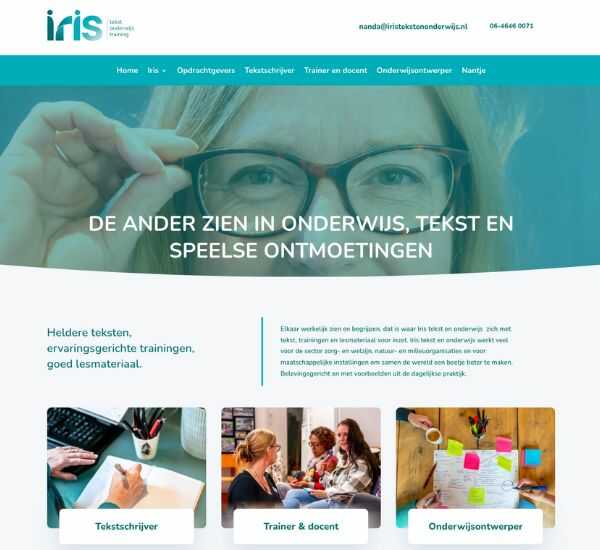 iris
tekst
onderwijs
training
nanda@iristekstenonderwijs.nl 06-4646 0071
Home Iris Opdrachtgevers Tekstschrijver Trainer en docent Onderwijsontwerper Nantje
DE ANDER ZIEN IN ONDERWIJS, TEKST EN
SPEELSE ONTMOETINGEN
Heldere teksten,
ervaringsgerichte trainingen,
goed lesmateriaal.
Elkaar werkelijk zien en begrijpen, dat is waar Iris tekst en onderwijs zich met
tekst, trainingen en lesmateriaal voor inzet. Iris tekst en onderwijs werkt veel
voor de sector zorg- en welzijn, natuur- en milieuorganisaties en voor
maatschappelijke instellingen om samen de wereld een beetje beter te maken.
Belevingsgericht en met voorbeelden uit de dagelijkse praktijk.
Tekstschrijver
Trainer & docent
Onderwijsontwerper